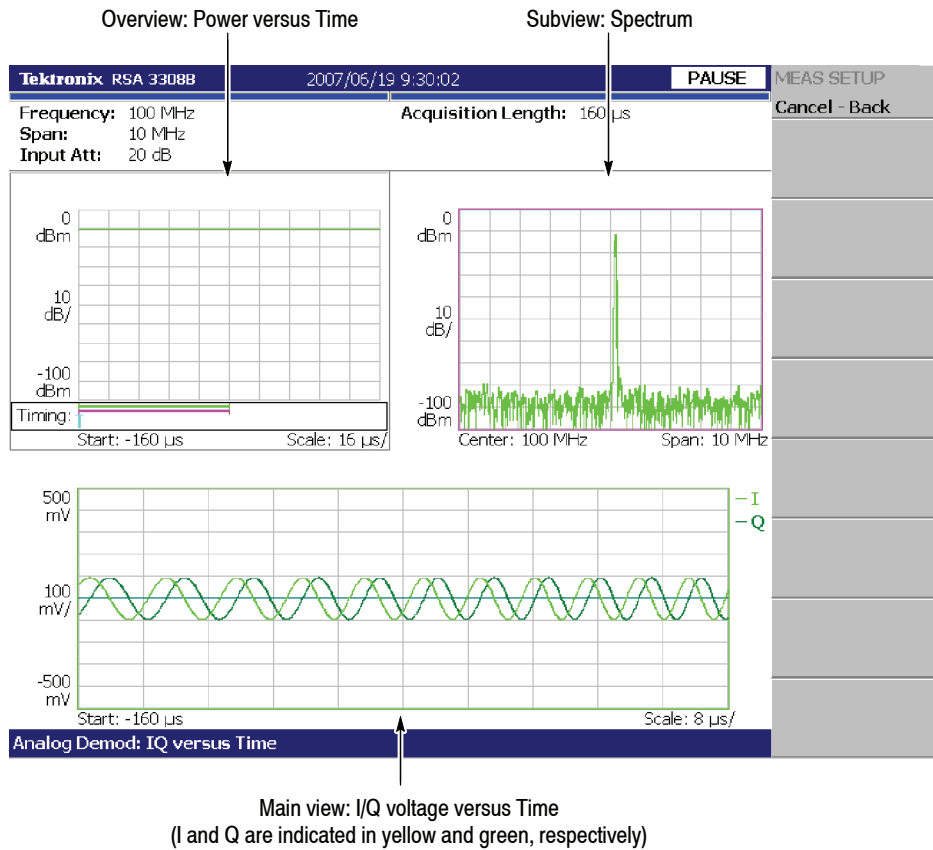 Overview: Power versus Time
Subview: Spectrum
Tektronix RSA 3308B 2007/06/19 9:30:02 PAUSE
MEAS SETUP
Cancel - Back
Frequency: 100 MHz
Acquisition Length: 160 µs
Span: 10 MHz
Input Att: 20 dB
0
dBm
10
dB/
-100
dBm
Timing:
Start: -160 µs Scale: 16 µs/
0
dBm
10
dB/
-100
dBm
Center: 100 MHz Span: 10 MHz
500
mV
100
mV/
-500
mV
I
Q
Start: -160 µs Scale: 8 µs/
Analog Demod: IQ versus Time
Main view: I/Q voltage versus Time
(I and Q are indicated in yellow and green, respectively)